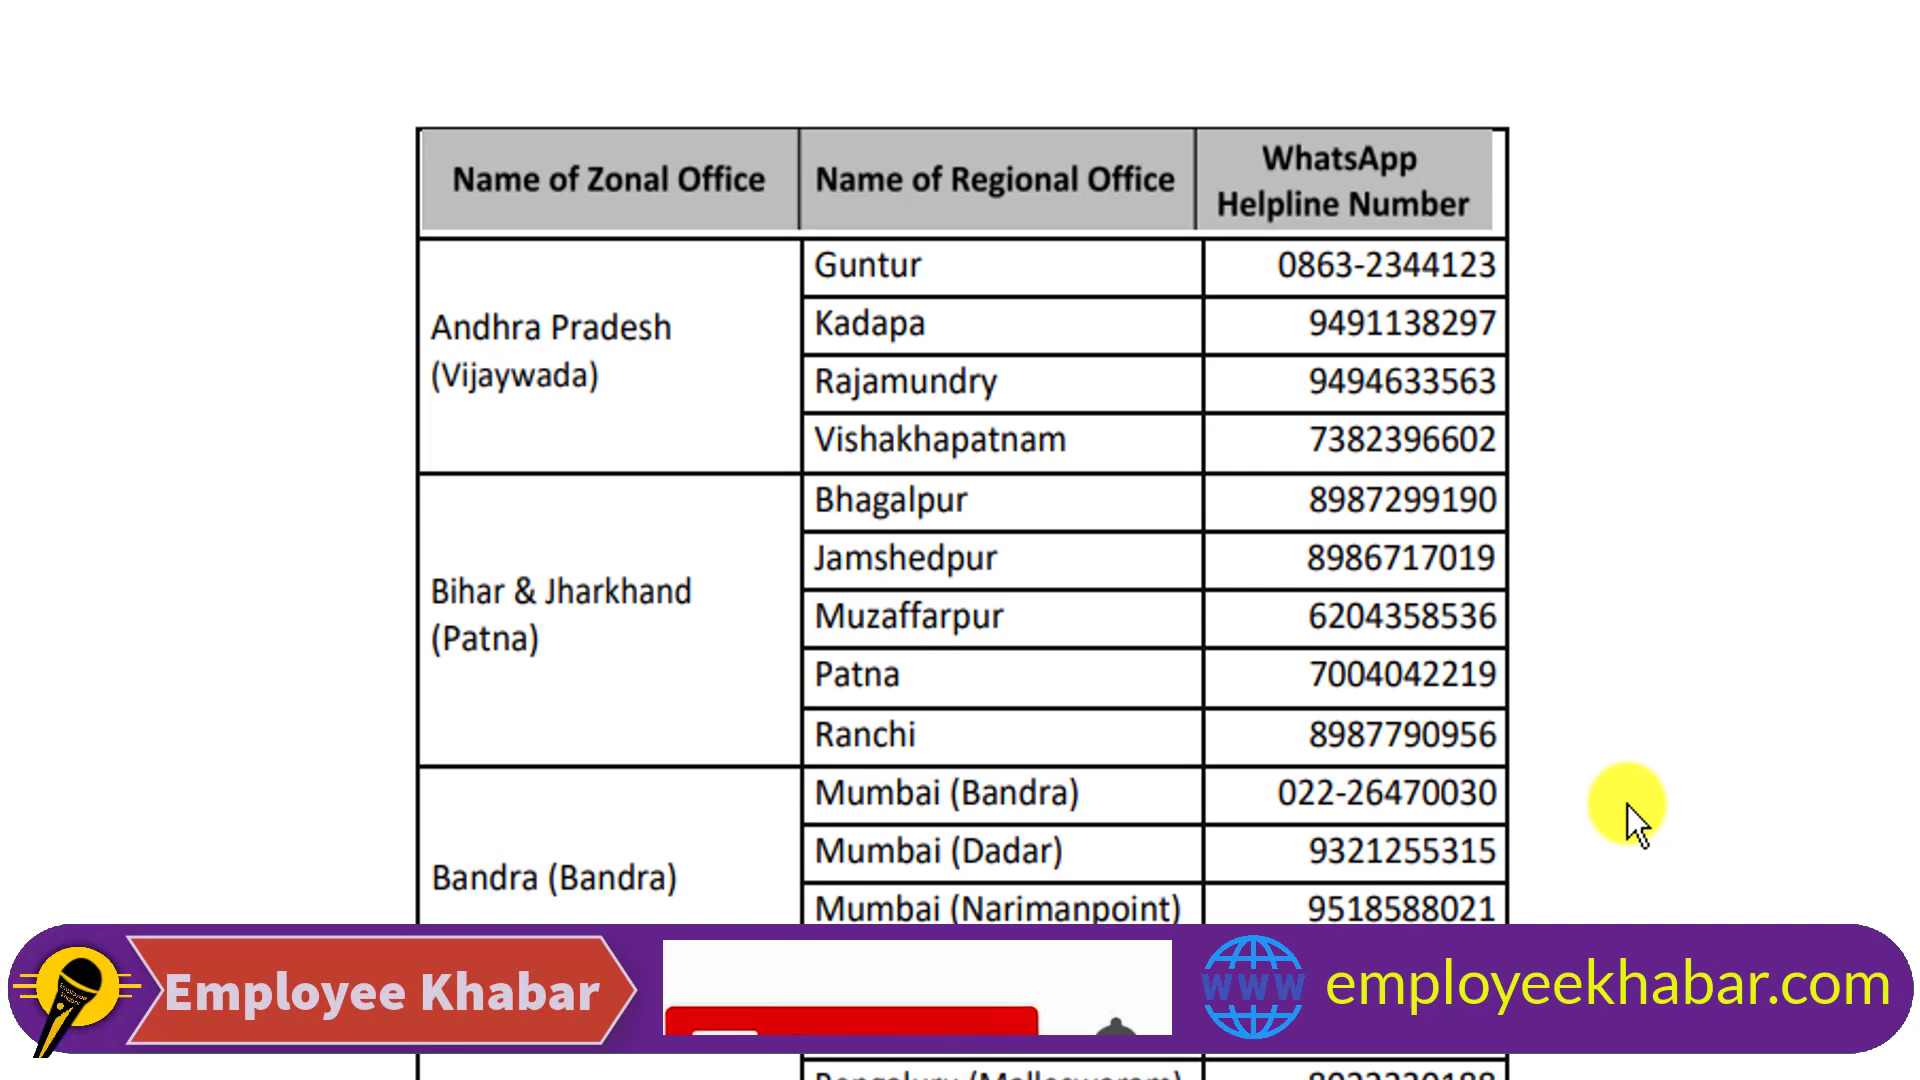 Name of Zonal Office Name of Regional Office WhatsApp Helpline Number
Andhra Pradesh
(Vijaywada)
Guntur 0863-2344123
Kadapa 9491138297
Rajamundry 9494633563
Vishakhapatnam 7382396602
Bihar & Jharkhand
(Patna)
Bhagalpur 8987299190
Jamshedpur 8986717019
Muzaffarpur 6204358536
Patna 7004042219
Ranchi 8987790956
Bandra (Bandra)
Mumbai (Bandra) 022-26470030
Mumbai (Dadar) 9321255315
Mumbai (Narimanpoint) 9518588021
Employee Khabar
www
employeekhabar.com